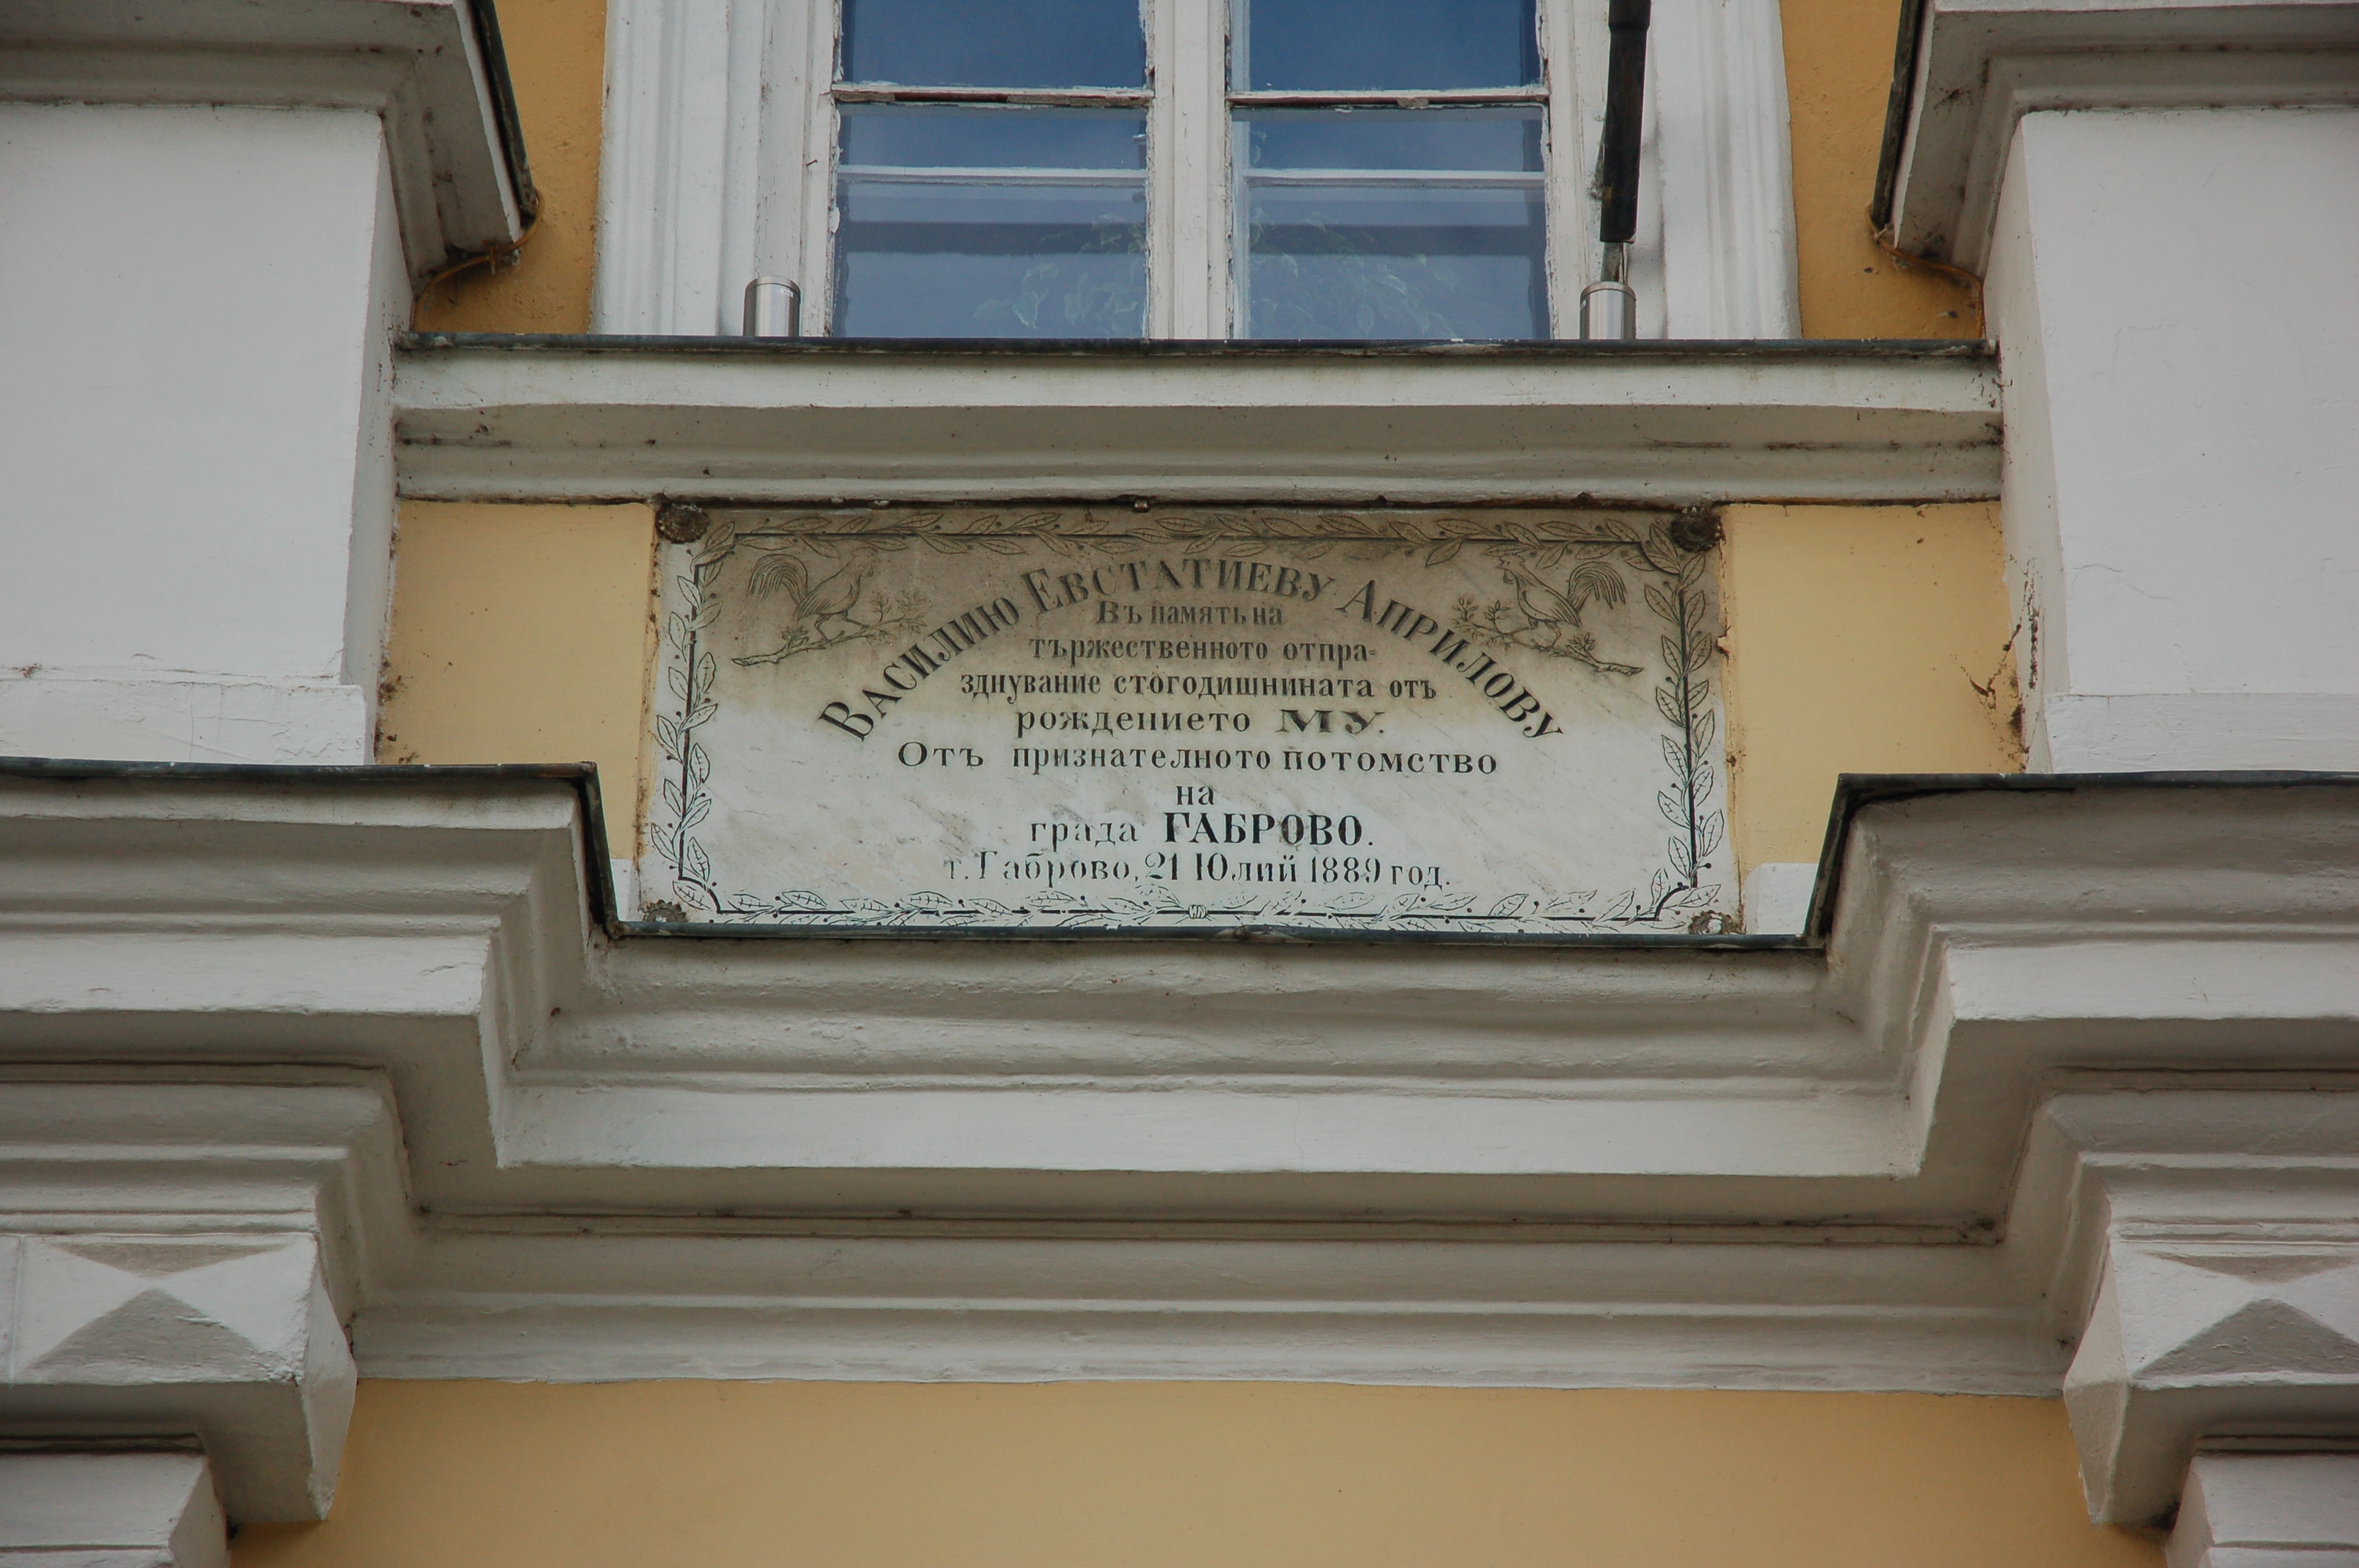 Василию Евстатиеву Априлову
Въ память на
тържественното отпра=
зднувание стогодишнината отъ
рождението МУ.
Отъ признателното потомство
на
града ГАБРОВО.
г. Габрово, 21 Юлий 1889 год.